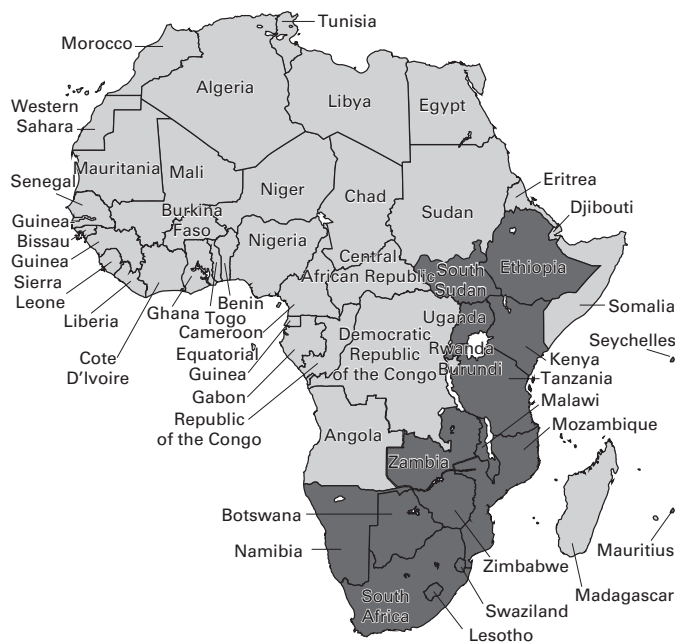 Tunisia
Morocco
Algeria
Libya
Egypt
Western
Sahara
Mauritania
Mali
Niger
Chad
Sudan
Eritrea
Djibouti
Senegal
Burkina
Faso
Nigeria
Guinea
Bissau
Guinea
Sierra
Leone
Liberia
Cote
D'Ivoire
Ghana
Togo
Benin
Cameroon
Equatorial
Guinea
Gabon
Republic
of the Congo
Central
African Republic
South
Sudan
Ethiopia
Somalia
Uganda
Democratic
Republic
of the Congo
Rwanda
Burundi
Seychelles
Kenya
Tanzania
Malawi
Mozambique
Angola
Zambia
Botswana
Namibia
Zimbabwe
Mauritius
Madagascar
Swaziland
South
Africa
Lesotho